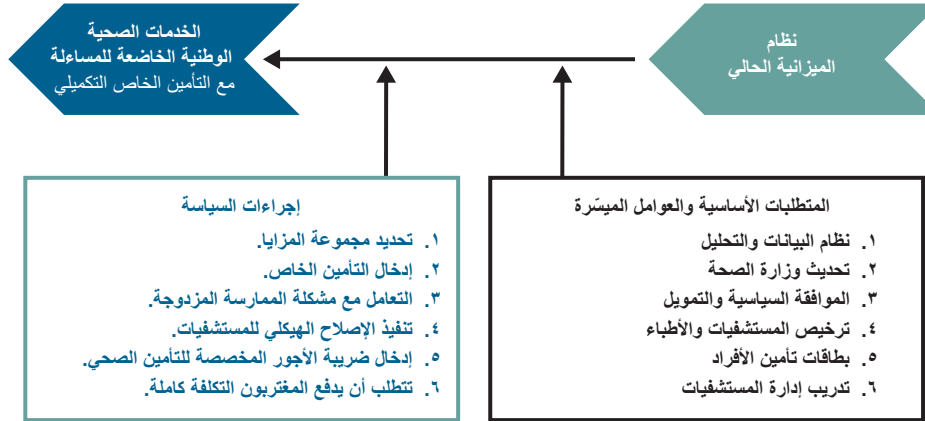 نظام
الميزانية الحالي
الخدمات الصحية
الوطنية الخاضعة للمساءلة
مع التأمين الخاص التكميلي
المتطلبات الأساسية والعوامل الميسّرة
١. نظام البيانات والتحليل
٢. تحديث وزارة الصحة
٣. الموافقة السياسية والتمويل
٤. ترخيص المستشفيات والأطباء
٥. بطاقات تأمين الأفراد
٦. تدريب إدارة المستشفيات
إجراءات السياسة
١. تحديد مجموعة المزايا.
٢. إدخال التأمين الخاص.
٣. التعامل مع مشكلة الممارسة المزدوجة.
٤. تنفيذ الإصلاح الهيكلي للمستشفيات.
٥. إدخال ضريبة الأجور المخصصة للتأمين الصحي.
٦. تتطلب أن يدفع المغتربون التكلفة كاملة.